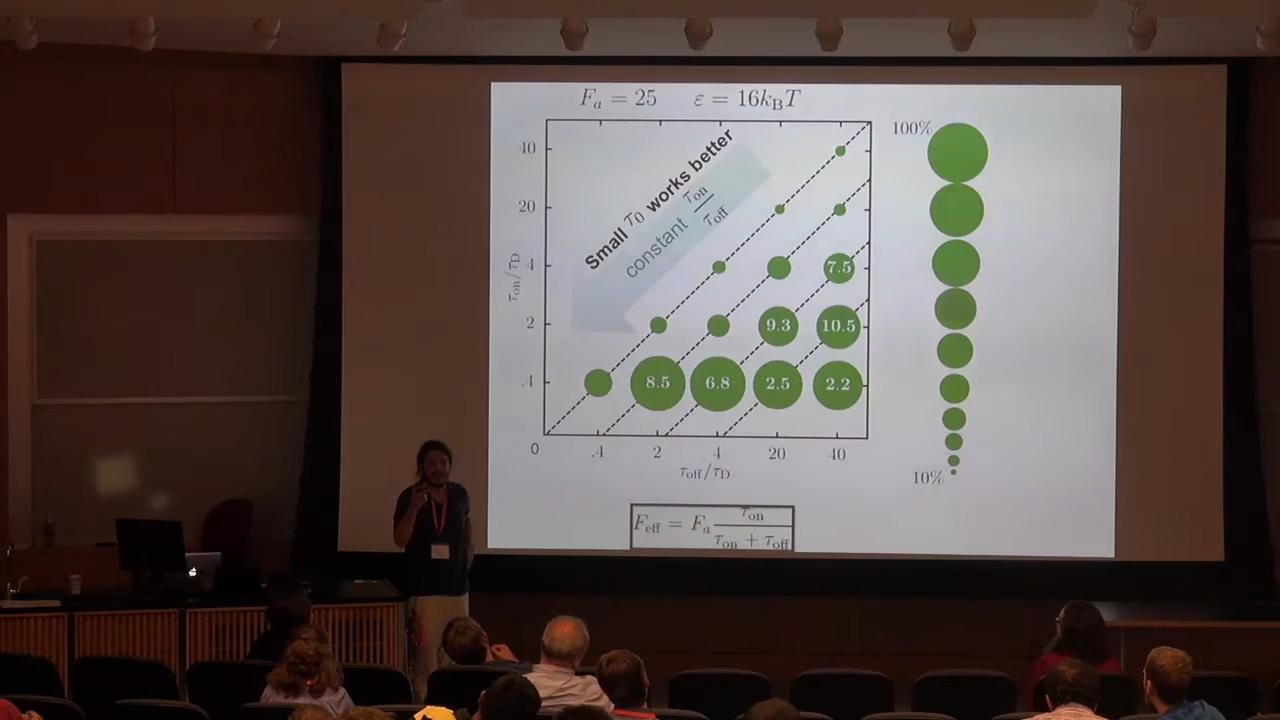 F_a = 25 ε = 16k_BT
100%
40
20
4
2
.4
τ_on/τ_D
Small τ_0 works better
constant τ_on/τ_off
7.5
9.3 10.5
8.5 6.8 2.5 2.2
0 .4 2 4 20 40
τ_off/τ_D
10%
F_eff = F_a τ_on/(τ_on + τ_off)